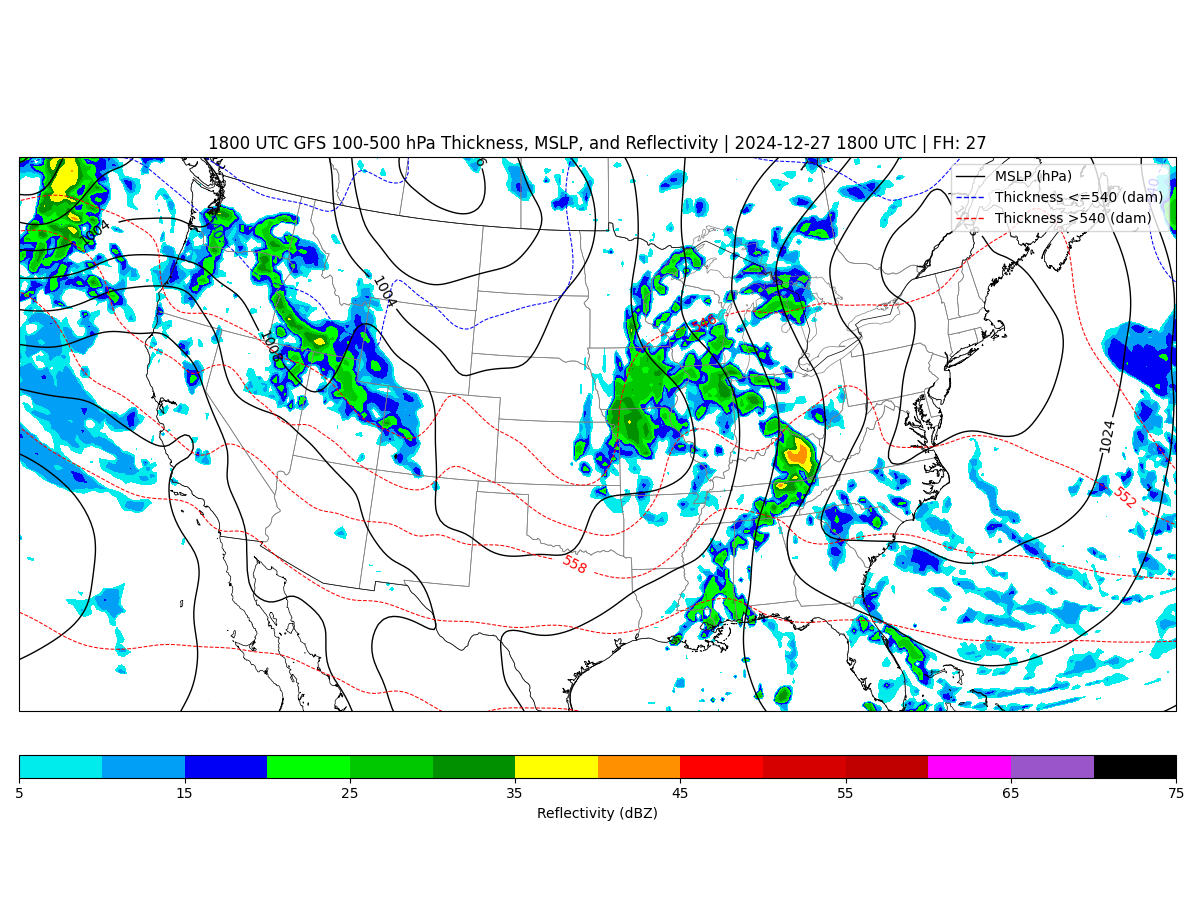 1800 UTC GFS 100-500 hPa Thickness, MSLP, and Reflectivity | 2024-12-27 1800 UTC | FH: 27
MSLP (hPa)
Thickness <=540 (dam)
Thickness >540 (dam)
1004
1004
1024
552
558
5 15 25 35 45 55 65 75
Reflectivity (dBZ)